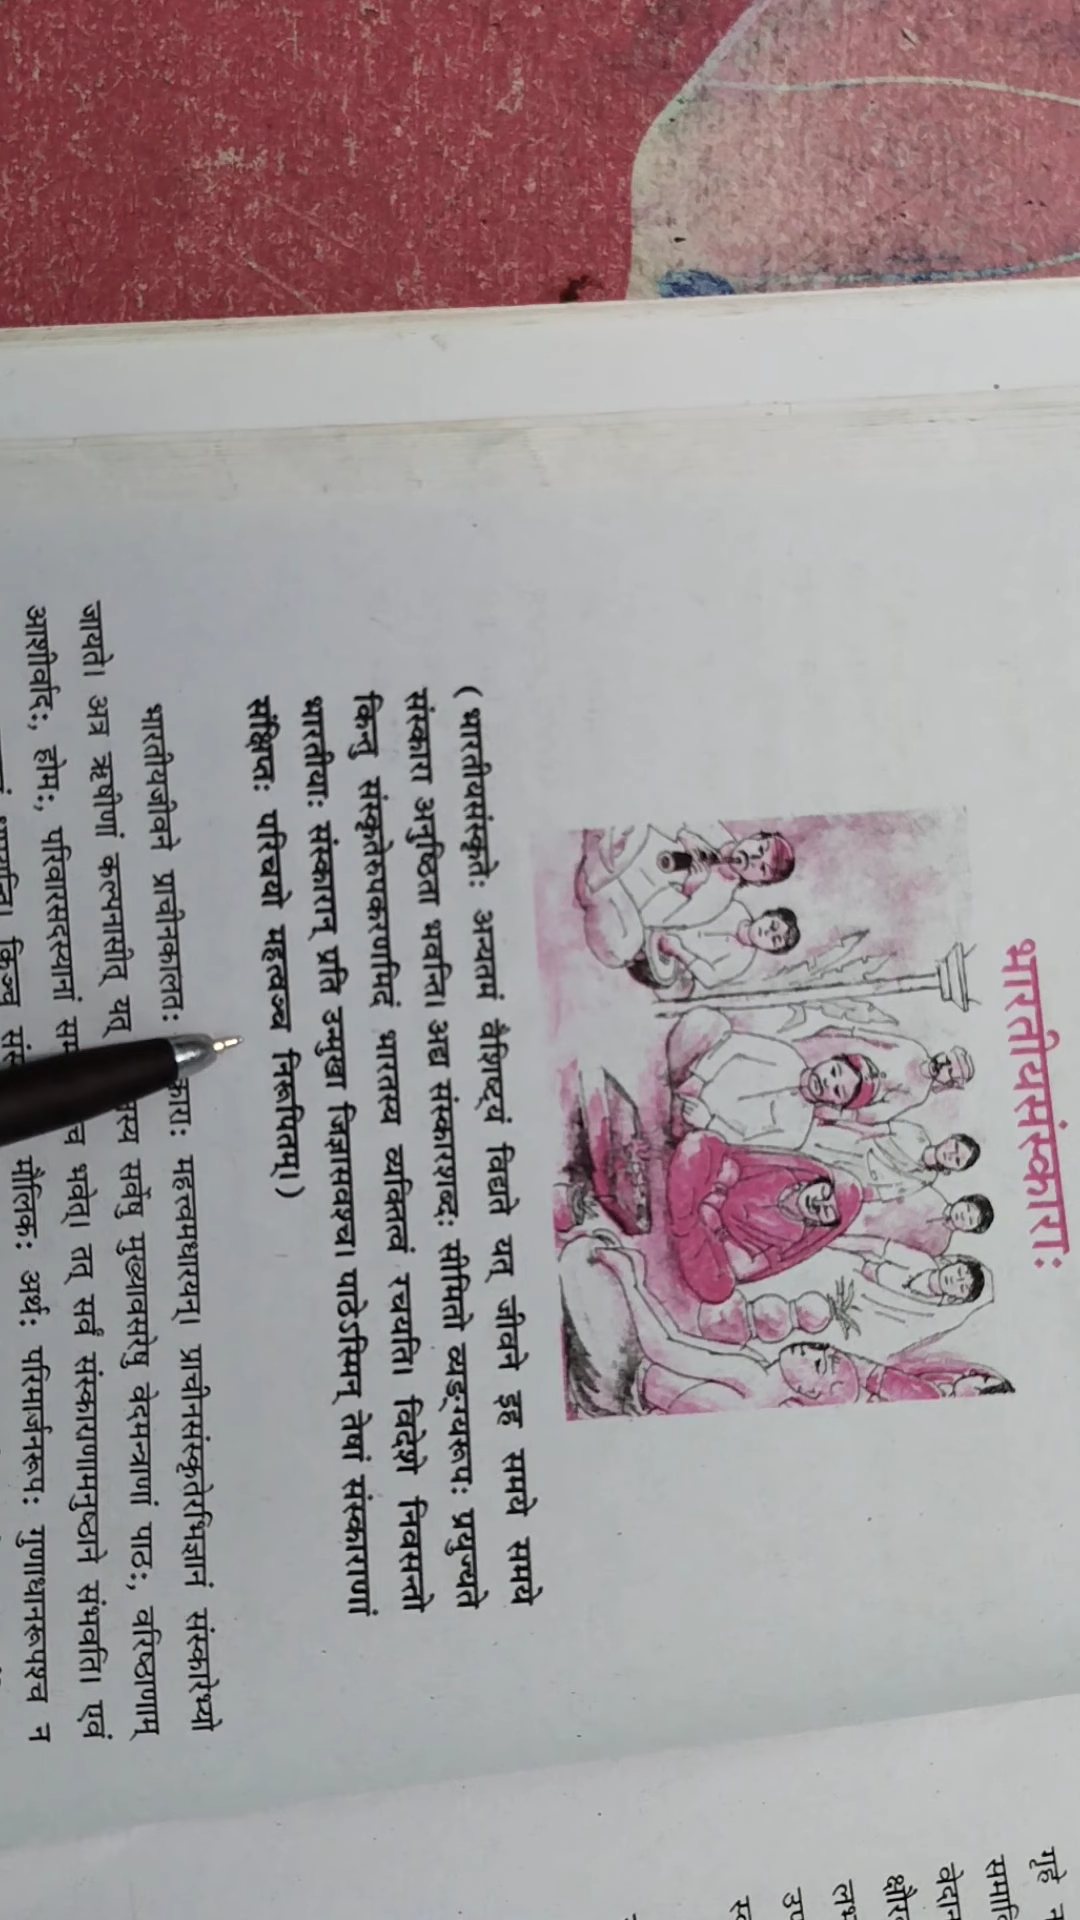 भारतीयसंस्काराः
( भारतीयसंस्कृतेः अन्यतमं वैशिष्ट्यं विद्यते यत् जीवने इह समये समये
संस्कारा अनुष्ठिता भवन्ति। अद्य संस्कारशब्दः सीमितो व्यङ्ग्यरूपः प्रयुज्यते
किन्तु संस्कृतेरुपकरणमिदं भारतस्य व्यक्तित्वं रचयति। विदेशे निवसन्तो
भारतीयाः संस्कारान् प्रति उन्मुखा जिज्ञासवश्च। पाठेऽस्मिन् तेषां संस्काराणां
संक्षिप्तः परिचयो महत्त्वञ्च निरूपितम्। )
भारतीयजीवने प्राचीनकालतः महत्त्वमधारयन्। प्राचीनसंस्कृतेरभिज्ञानं संस्कारेभ्यो
जायते। अत्र ऋषीणां कल्पनासीत् यत् सर्वेषु मुख्यावसरेषु वेदमन्त्राणां पाठः, वरिष्ठाणाम्
आशीर्वादः, होमः, परिवारसदस्यानां भवेत्। तत् सर्वं संस्काराणामनुष्ठाने संभवति। एवं
किञ्च मौलिकः अर्थः परिमार्जनरूपः गुणाधानरूपश्च न
गृहे